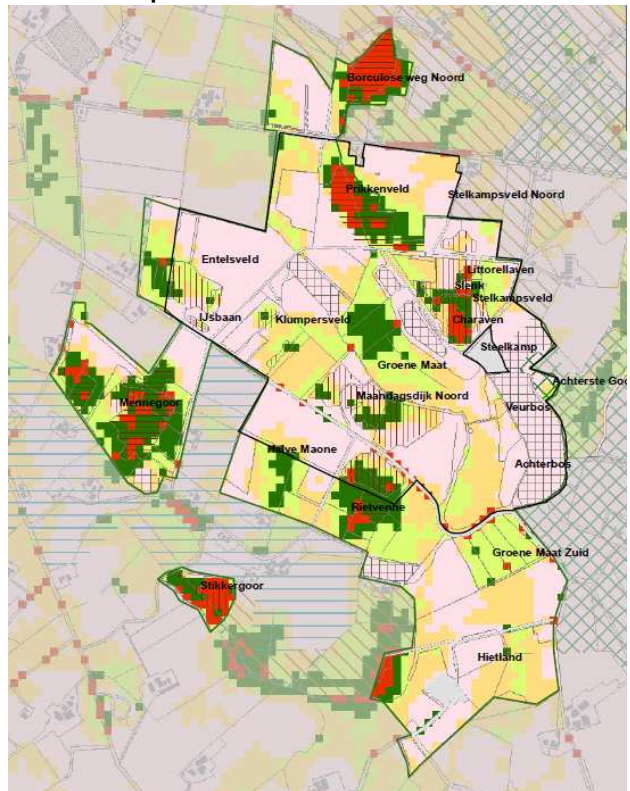 Borculose weg Noord
Prikkenveld
Stelkampsveld Noord
Entelsveld
Littorellaven
Slenk
Stelkampsveld
IJsbaan
Klumpersveld
Charaven
Steelkamp
Groene Maat
Achterste Goo
Mennegoor
Maandagsdijk Noord
Veurbos
Halve Maone
Achterbos
Rietvenne
Groene Maat Zuid
Stikkergoor
Hietland